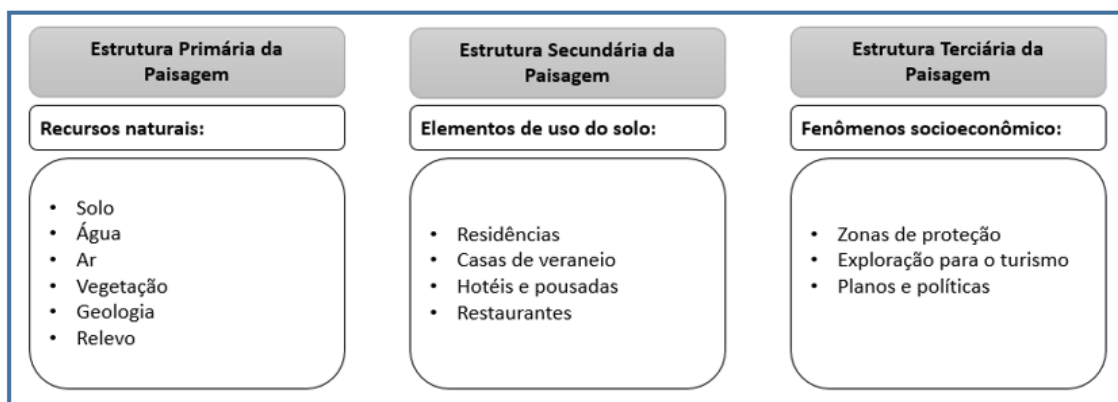 Estrutura Primária da
Paisagem
Recursos naturais:
• Solo
• Água
• Ar
• Vegetação
• Geologia
• Relevo
Estrutura Secundária da
Paisagem
Elementos de uso do solo:
• Residências
• Casas de veraneio
• Hotéis e pousadas
• Restaurantes
Estrutura Terciária da
Paisagem
Fenômenos socioeconômico:
• Zonas de proteção
• Exploração para o turismo
• Planos e políticas